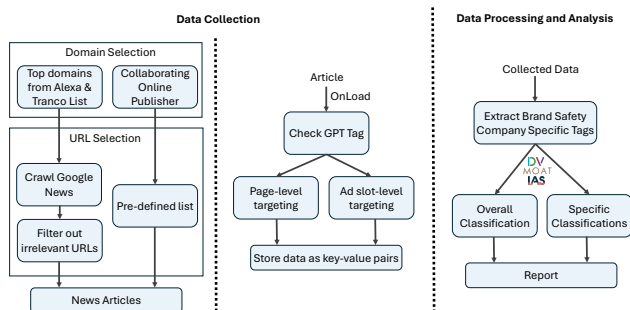 Data Collection
Domain Selection
Top domains
from Alexa &
Tranco List
Collaborating
Online
Publisher
URL Selection
Crawl Google
News
Filter out
irrelevant URLs
Pre-defined list
News Articles
Article
OnLoad
Check GPT Tag
Page-level
targeting
Ad slot-level
targeting
Store data as key-value pairs
Data Processing and Analysis
Collected Data
Extract Brand Safety
Company Specific Tags
DV
MOAT
IAS
Overall
Classification
Specific
Classifications
Report